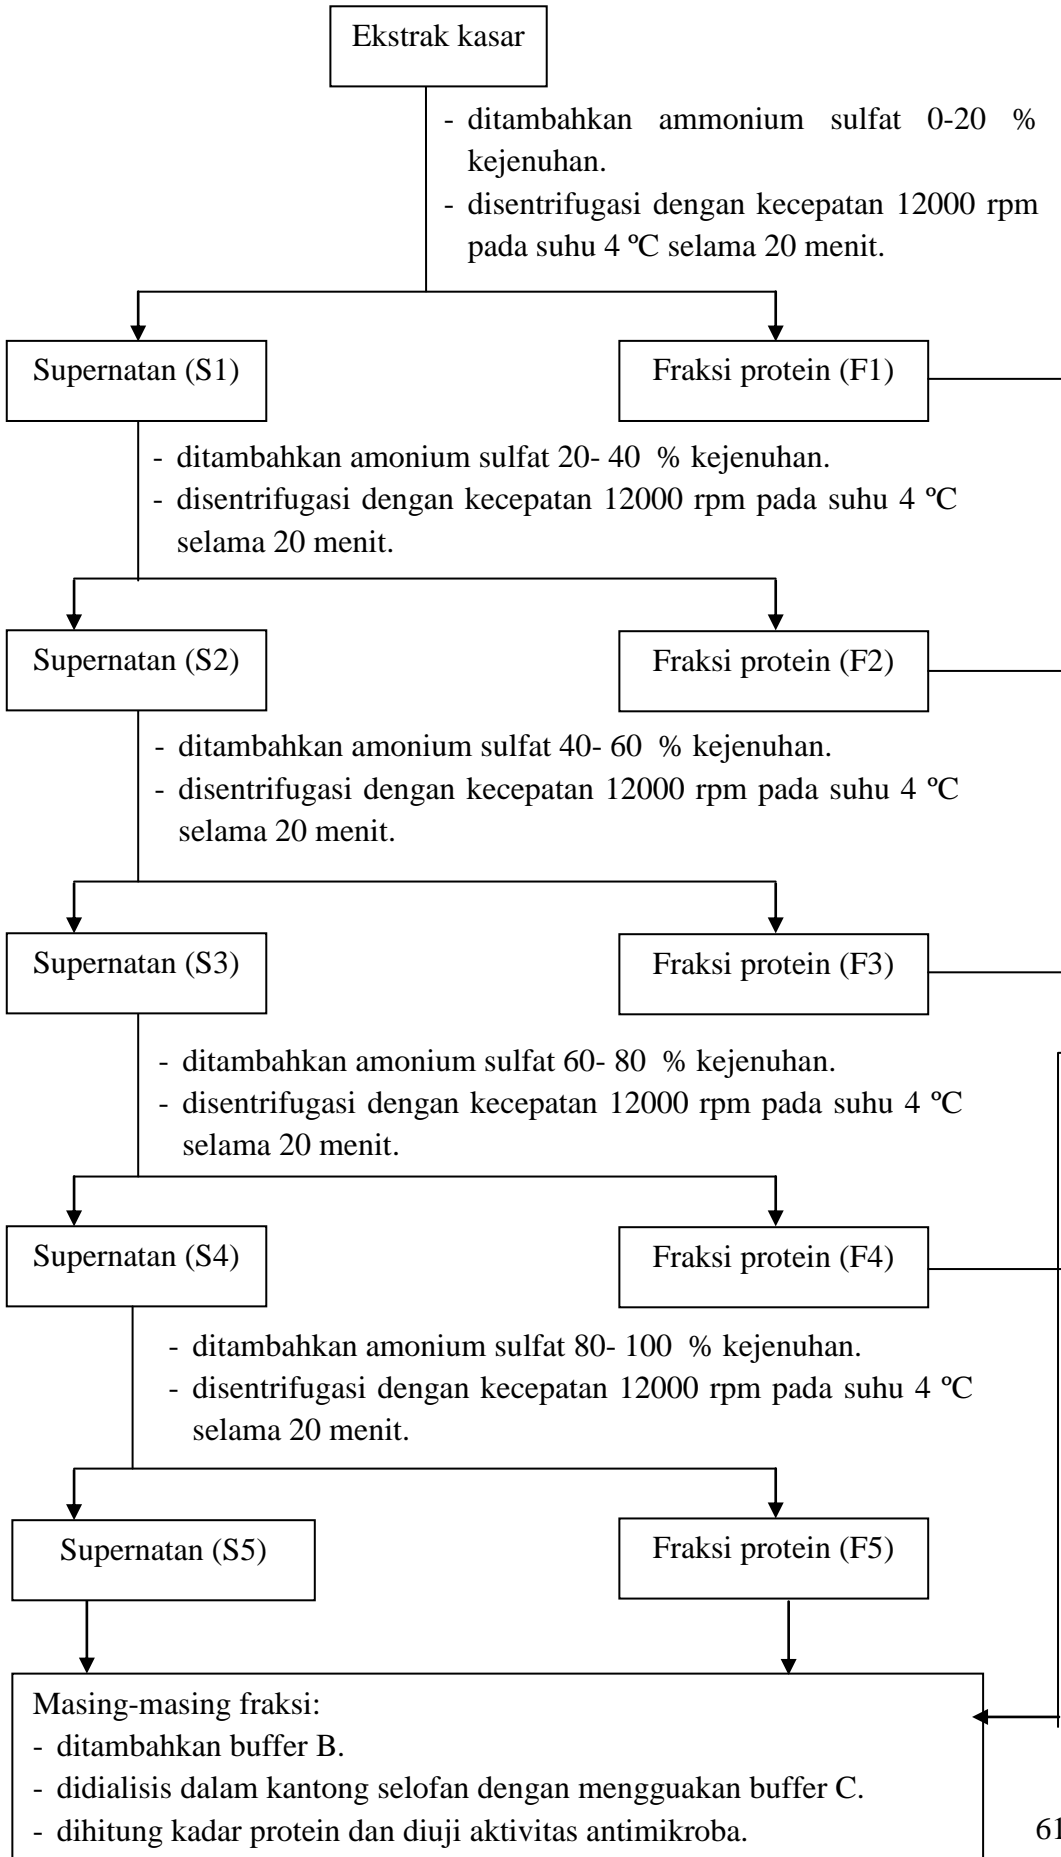 Ekstrak kasar
- ditambahkan ammonium sulfat 0-20 %
kejenuhan.
- disentrifugasi dengan kecepatan 12000 rpm
pada suhu 4 ºC selama 20 menit.
Supernatan (S1)
Fraksi protein (F1)
- ditambahkan amonium sulfat 20- 40 % kejenuhan.
- disentrifugasi dengan kecepatan 12000 rpm pada suhu 4 ºC
selama 20 menit.
Supernatan (S2)
Fraksi protein (F2)
- ditambahkan amonium sulfat 40- 60 % kejenuhan.
- disentrifugasi dengan kecepatan 12000 rpm pada suhu 4 ºC
selama 20 menit.
Supernatan (S3)
Fraksi protein (F3)
- ditambahkan amonium sulfat 60- 80 % kejenuhan.
- disentrifugasi dengan kecepatan 12000 rpm pada suhu 4 ºC
selama 20 menit.
Supernatan (S4)
Fraksi protein (F4)
- ditambahkan amonium sulfat 80- 100 % kejenuhan.
- disentrifugasi dengan kecepatan 12000 rpm pada suhu 4 ºC
selama 20 menit.
Supernatan (S5)
Fraksi protein (F5)
Masing-masing fraksi:
- ditambahkan buffer B.
- didialisis dalam kantong selofan dengan mengguakan buffer C.
- dihitung kadar protein dan diuji aktivitas antimikroba.
61